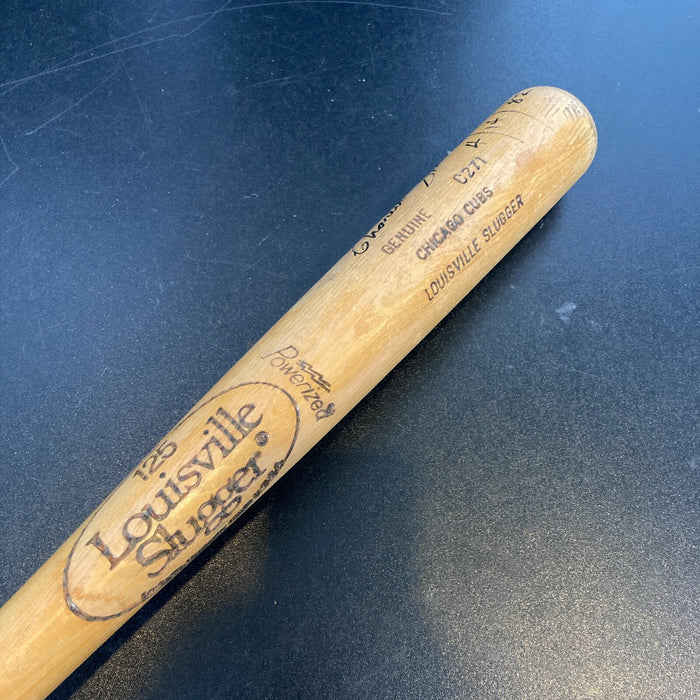 GENUINE C271
CHICAGO CUBS
LOUISVILLE SLUGGER
Powerized
125
Louisville
Slugger®